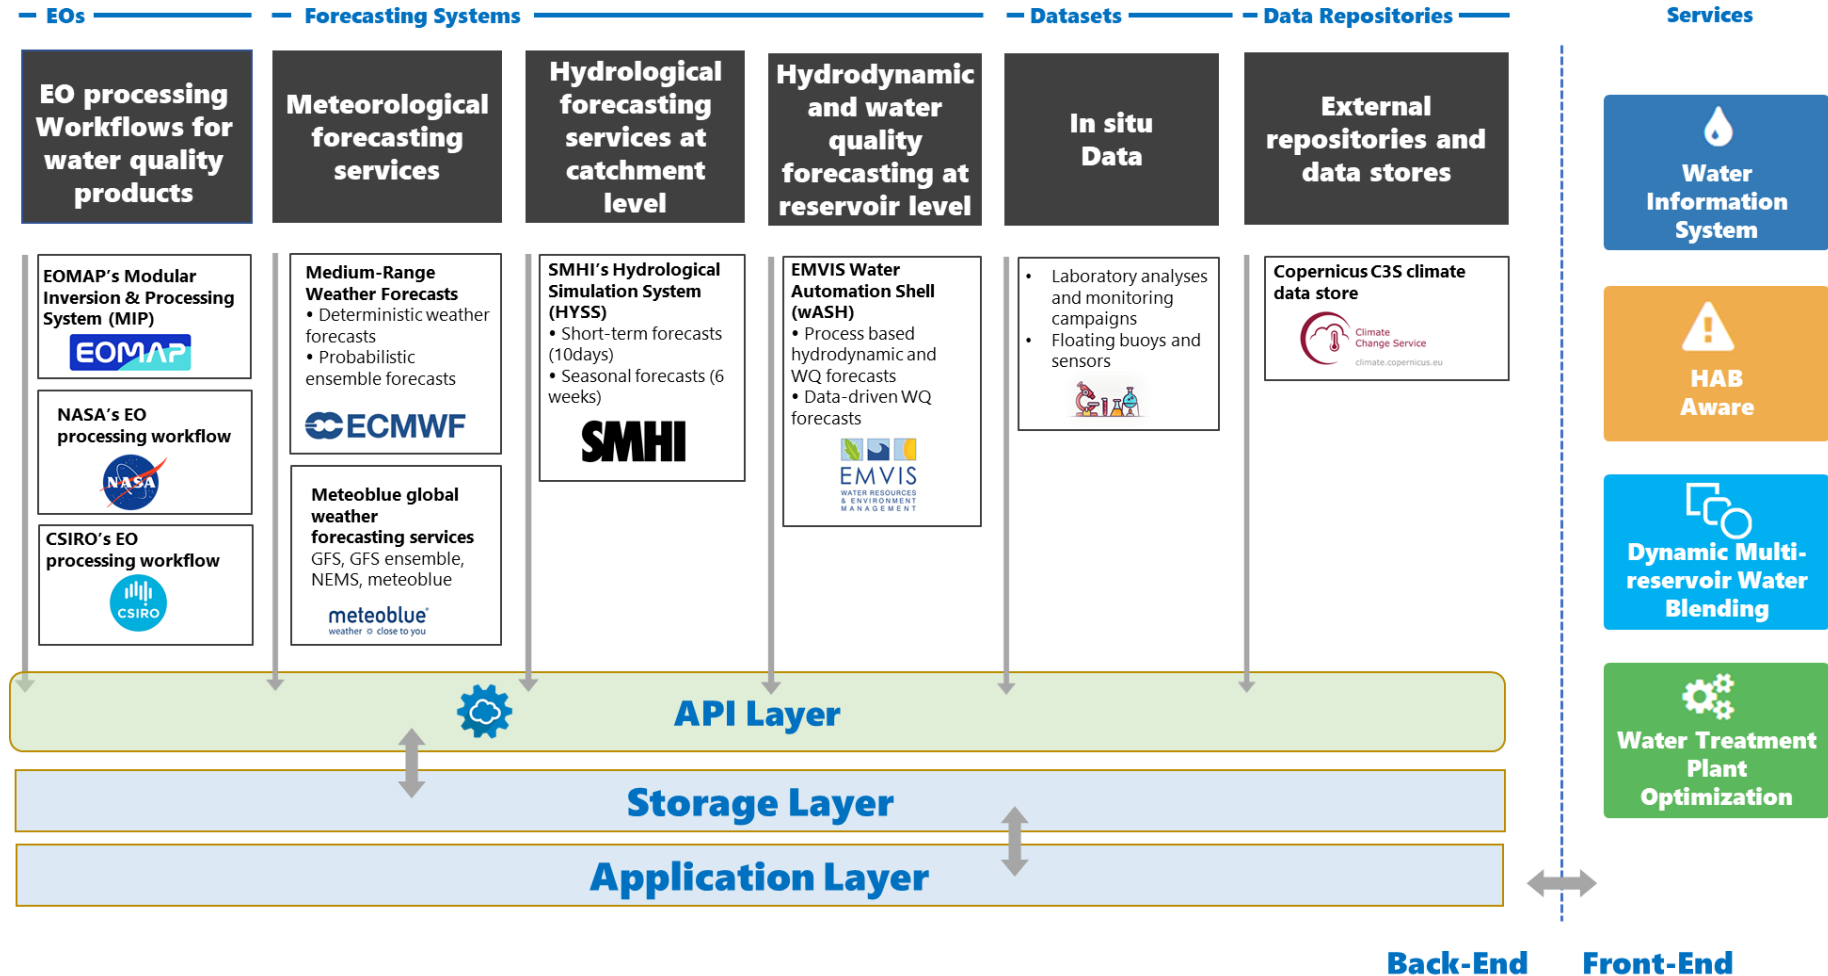 EOs
Forecasting Systems
Datasets
Data Repositories
Services
EO processing
Workflows for
water quality
products
Meteorological
forecasting
services
Hydrological
forecasting
services at
catchment
level
Hydrodynamic
and water
quality
forecasting at
reservoir level
In situ
Data
External
repositories and
data stores
EOMAP's Modular
Inversion & Processing
System (MIP)
EOMAP
NASA's EO
processing workflow
NASA
CSIRO's EO
processing workflow
CSIRO
Medium-Range
Weather Forecasts
• Deterministic weather
forecasts
• Probabilistic
ensemble forecasts
ECMWF
Meteoblue global
weather
forecasting services
GFS, GFS ensemble,
NEMS, meteoblue
meteoblue®
weather ☼ close to you
SMHI's Hydrological
Simulation System
(HYSS)
• Short-term forecasts
(10days)
• Seasonal forecasts (6
weeks)
SMHI
EMVIS Water
Automation Shell
(wASH)
• Process based
hydrodynamic and
WQ forecasts
• Data-driven WQ
forecasts
EMVIS
WATER RESOURCES
& ENVIRONMENT
MANAGEMENT
• Laboratory analyses
and monitoring
campaigns
• Floating buoys and
sensors
Copernicus C3S climate
data store
Climate
Change Service
climate.copernicus.eu
API Layer
Storage Layer
Application Layer
Water
Information
System
HAB
Aware
Dynamic Multi-
reservoir Water
Blending
Water Treatment
Plant
Optimization
Back-End
Front-End